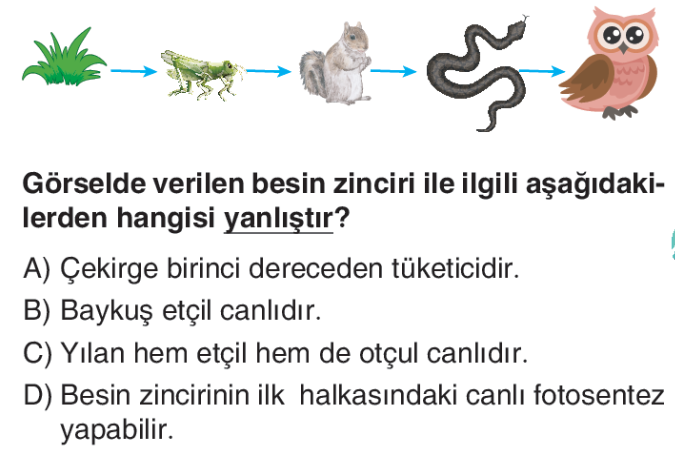 Görselde verilen besin zinciri ile ilgili aşağıdaki-
lerden hangisi yanlıştır?
A) Çekirge birinci dereceden tüketicidir.
B) Baykuş etçil canlıdır.
C) Yılan hem etçil hem de otçul canlıdır.
D) Besin zincirinin ilk halkasındaki canlı fotosentez
yapabilir.